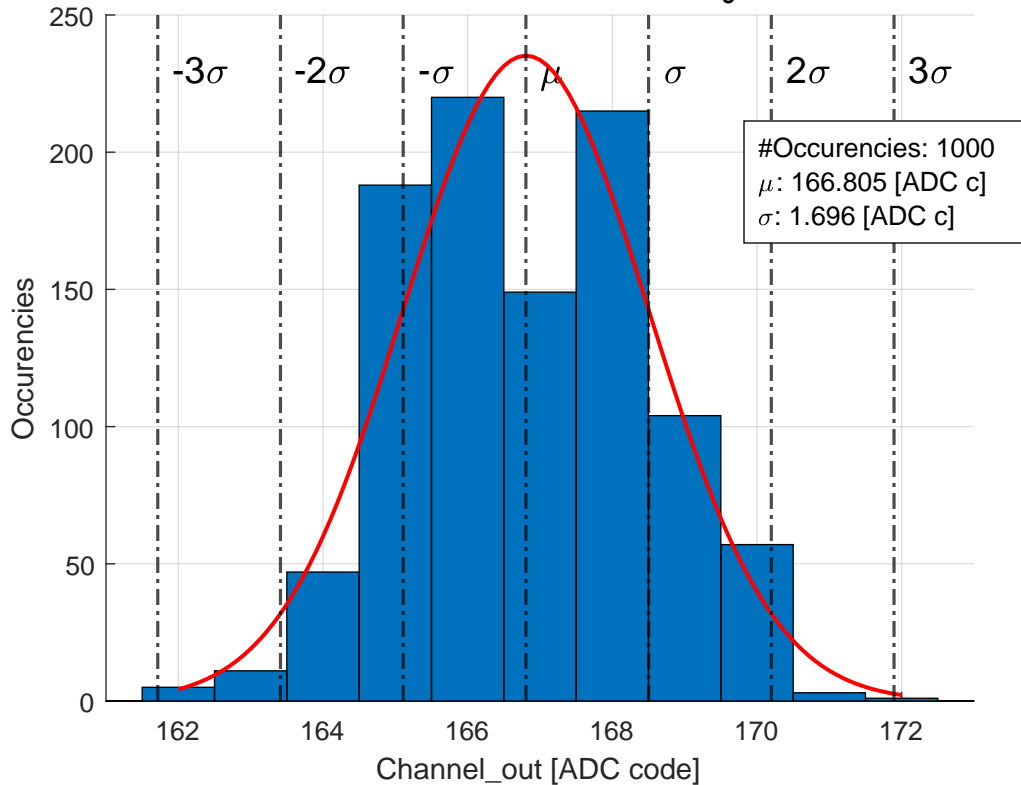 250
200
150
100
50
0
-3σ -2σ -σ μ σ 2σ 3σ
#Occurencies: 1000
μ: 166.805 [ADC c]
σ: 1.696 [ADC c]
Occurencies
162 164 166 168 170 172
Channel_out [ADC code]